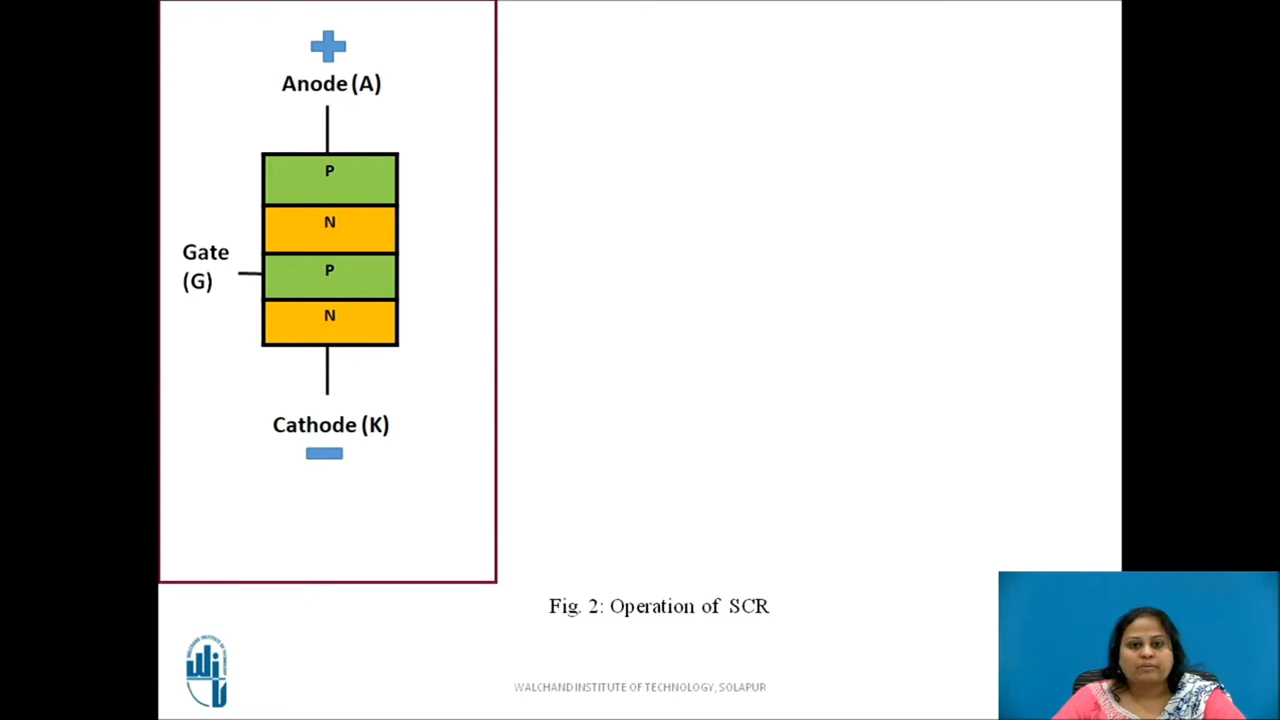 Anode (A)
P
N
P
N
Gate
(G)
Cathode (K)
Fig. 2: Operation of SCR
WALCHAND INSTITUTE OF TECHNOLOGY, SOLAPUR